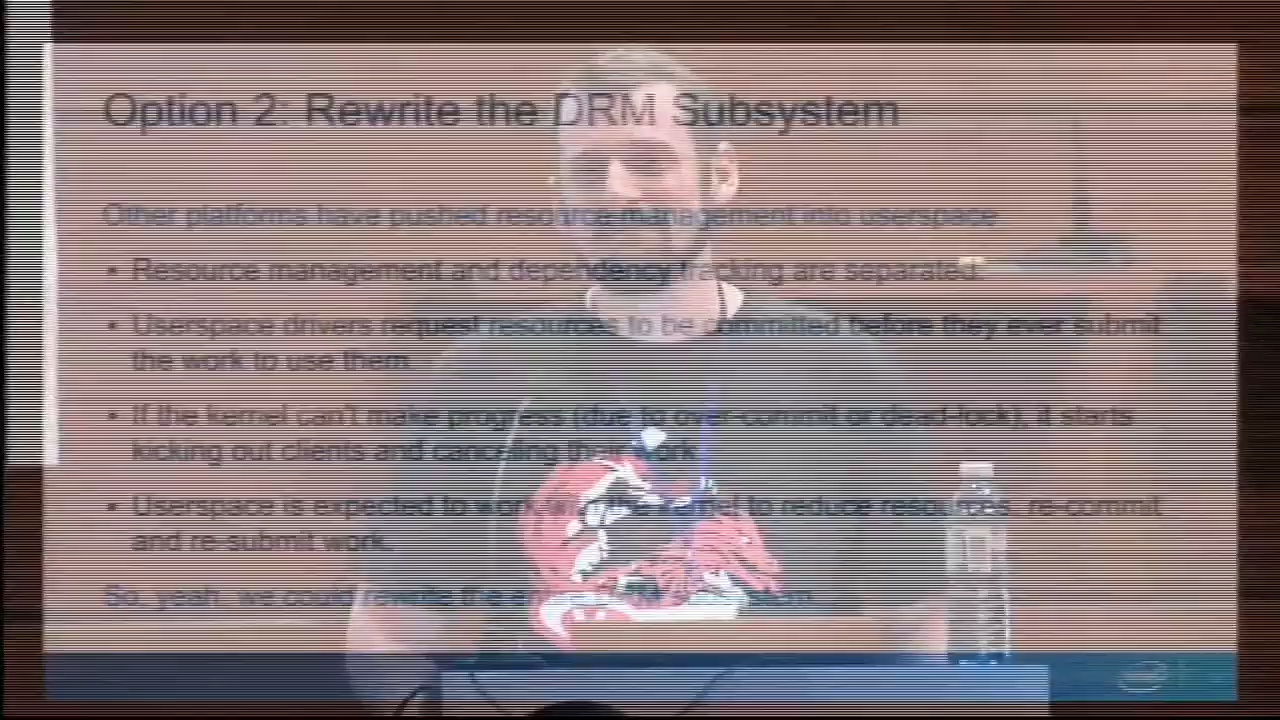 Option 2: Rewrite the DRM Subsystem
Other platforms have pushed resource management into userspace
• Resource management and dependency tracking are separated.
• Userspace drivers request resources to be committed before they ever submit
the work to use them.
• If the kernel can't make progress (due to over-commit or dead-lock), it starts
kicking out clients and canceling their work
• Userspace is expected to work with the kernel to reduce resources, re-commit
and re-submit work.
So, yeah, we could rewrite the
intel